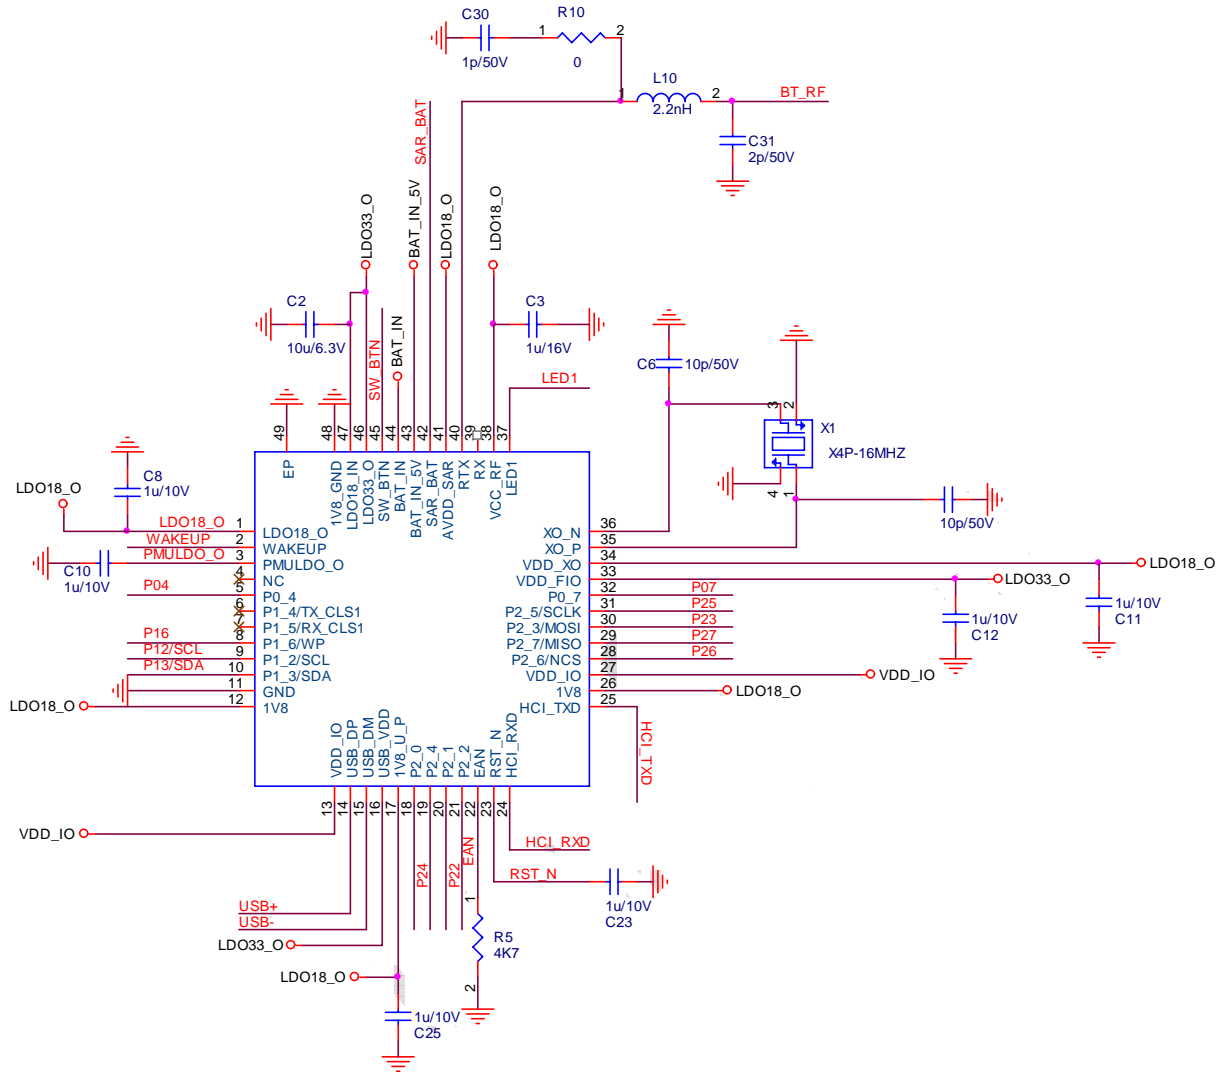 C30
R10
1
2
1p/50V
0
L10
1
2
BT_RF
2.2nH
C31
2p/50V
SAR_BAT
LDO33_O
BAT_IN_5V
LDO18_O
LDO18_O
C2
10u/6.3V
SW_BTN
BAT_IN
C3
1u/16V
C6
10p/50V
LED1
3
2
X1
X4P-16MHZ
4
1
10p/50V
49
48
47
46
45
44
43
42
41
40
39
38
37
EP
1V8_GND
LDO18_IN
LDO33_O
SW_BTN
BAT_IN
BAT_IN_5V
SAR_BAT
AVDD_SAR
RTX
RX
VCC_RF
LED1
C8
1u/10V
LDO18_O
LDO18_O
1
LDO18_O
WAKEUP
2
WAKEUP
PMULDO_O
3
PMULDO_O
C10
1u/10V
4
NC
P04
5
P0_4
6
P1_4/TX_CLS1
7
P1_5/RX_CLS1
P16
8
P1_6/WP
P12/SCL
9
P1_2/SCL
P13/SDA
10
P1_3/SDA
11
GND
LDO18_O
12
1V8
XO_N
36
XO_P
35
VDD_XO
34
LDO18_O
VDD_FIO
33
LDO33_O
P0_7
32
P07
P2_5/SCLK
31
P25
P2_3/MOSI
30
P23
P2_7/MISO
29
P27
P2_6/NCS
28
P26
VDD_IO
27
VDD_IO
1V8
26
LDO18_O
HCI_TXD
25
HCI_TXD
1u/10V
C11
1u/10V
C12
VDD_IO
USB_DP
USB_DM
USB_VDD
1V8_U_P
P2_0
P2_4
P2_1
P2_2
EAN
RST_N
HCI_RXD
13
14
15
16
17
18
19
20
21
22
23
24
VDD_IO
P24
P22
EAN
HCI_RXD
RST_N
1u/10V
C23
USB+
USB-
LDO33_O
LDO18_O
1
R5
4K7
2
1u/10V
C25